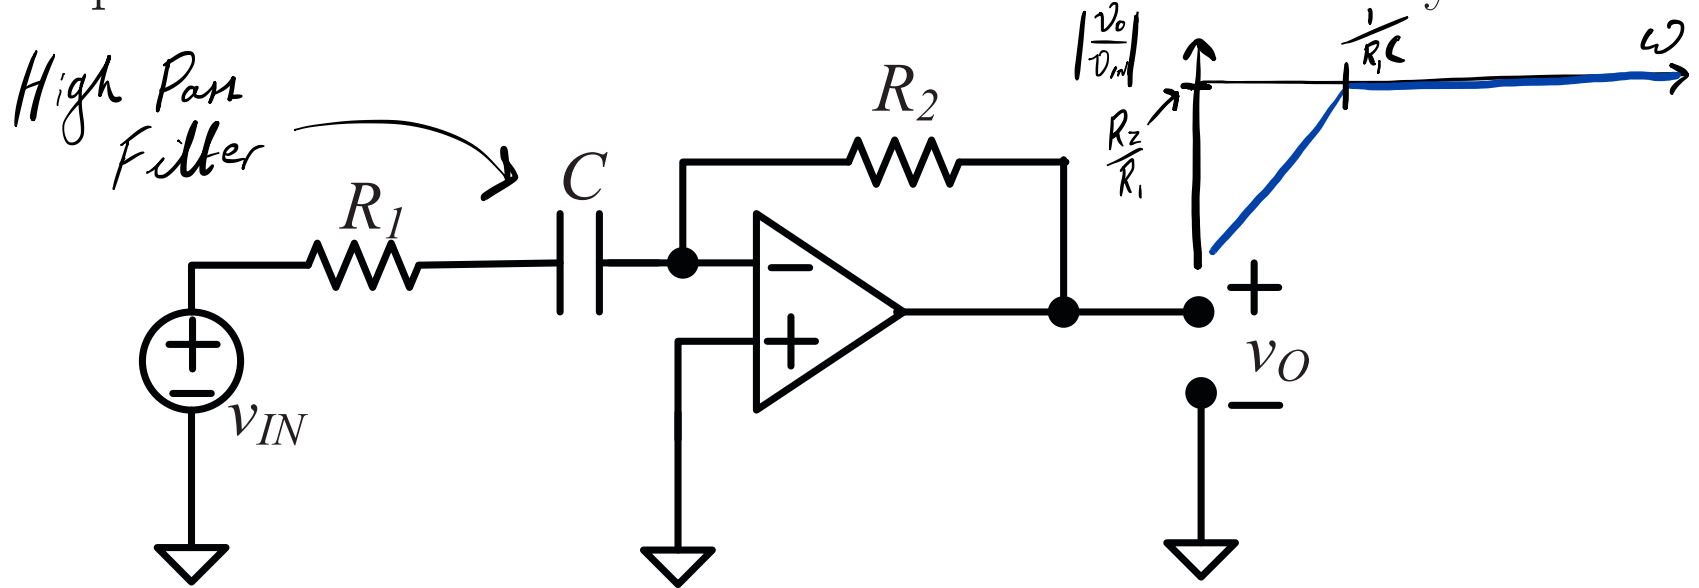 High Pass
Filter
C
R1
R2
vIN
−
+
+
−
+
vO
−
|vo/vIN|
R2/R1
1/R1C
ω